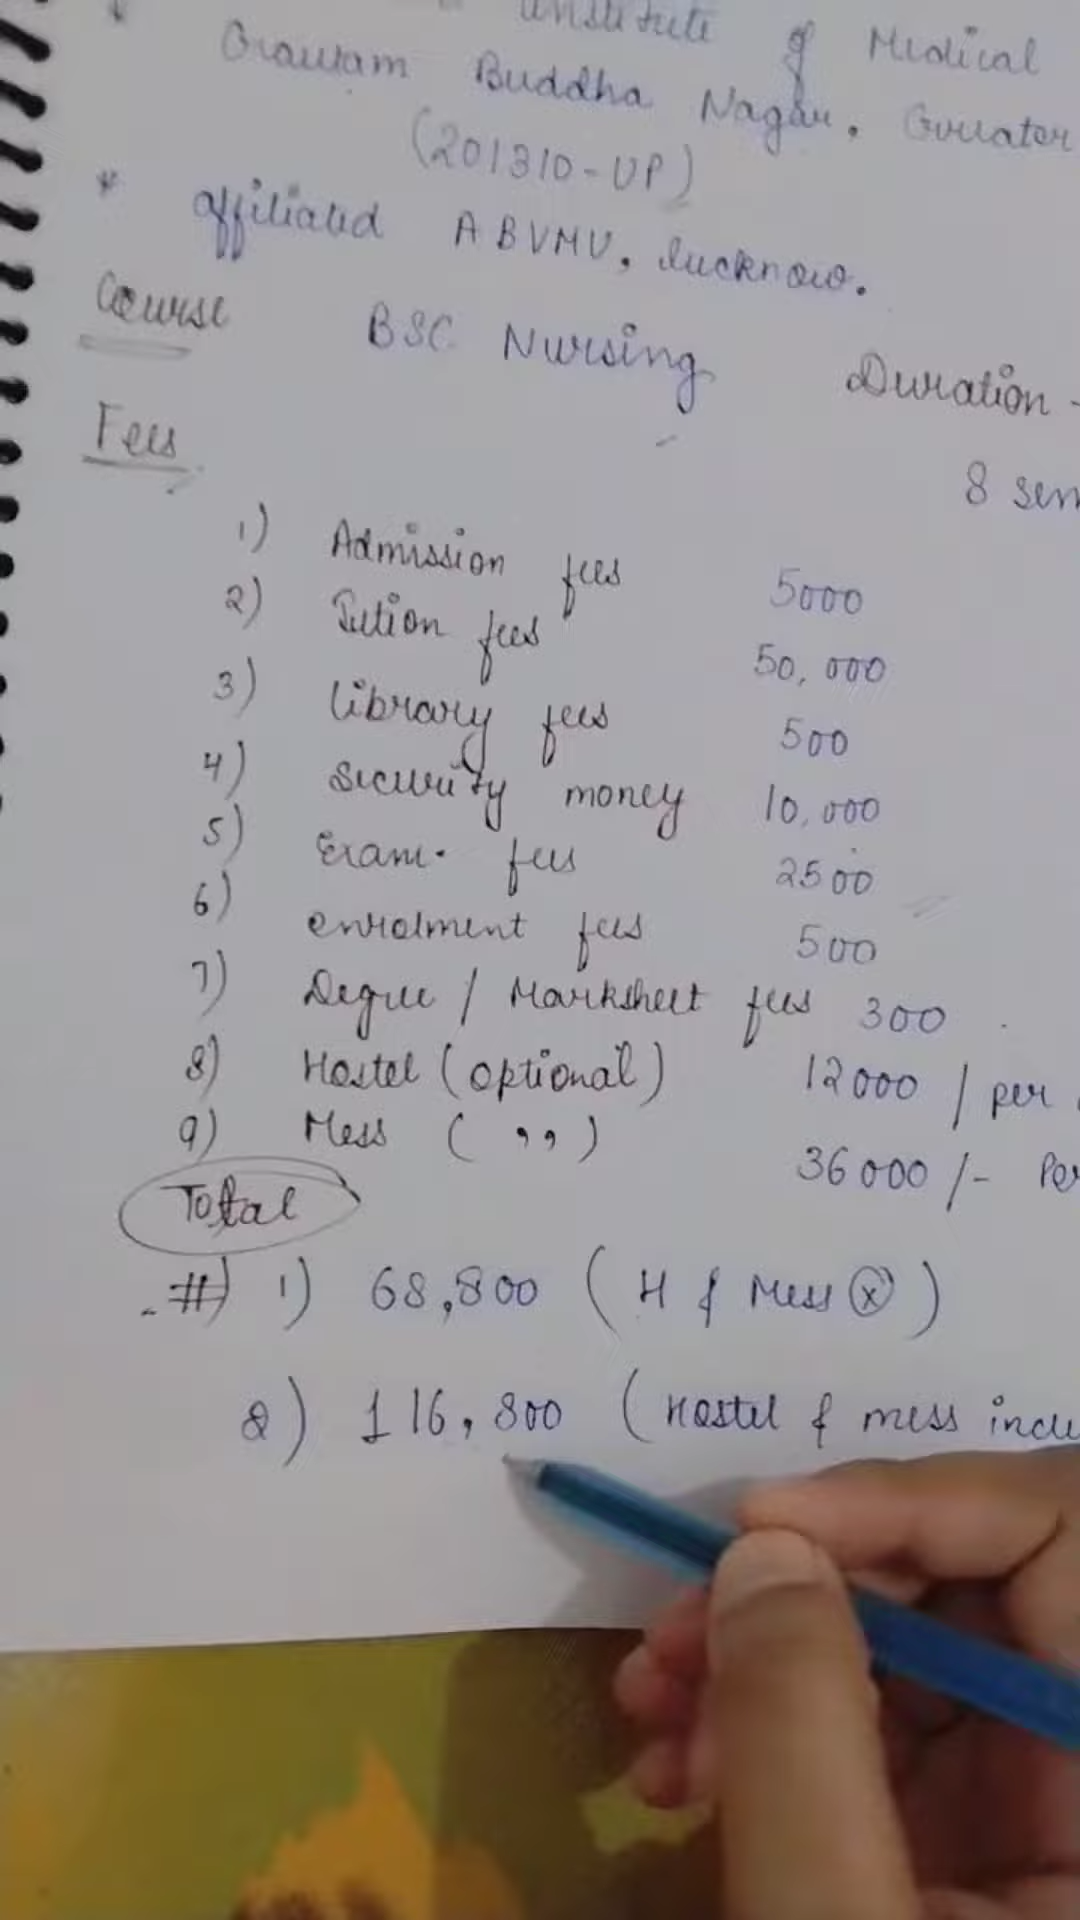 institute of Medical
Gautam Buddha Nagar, Greater
(201310-UP)
* affiliated ABVMU, lucknow.
Course BSC Nursing Duration -
8 sem
Fees
1) Admission fees 5000
2) Tution fees 50,000
3) library fees 500
4) Security money 10,000
5) Exam. fees 2500
6) enrolment fees 500
7) Degree / Marksheet fees 300
8) Hostel (optional) 12000 / per
9) Mess ( ,, ) 36000 /- Per
Total
#) 1) 68,800 ( H & Mess ⓧ )
2) 116,800 ( Hostel & mess inclu